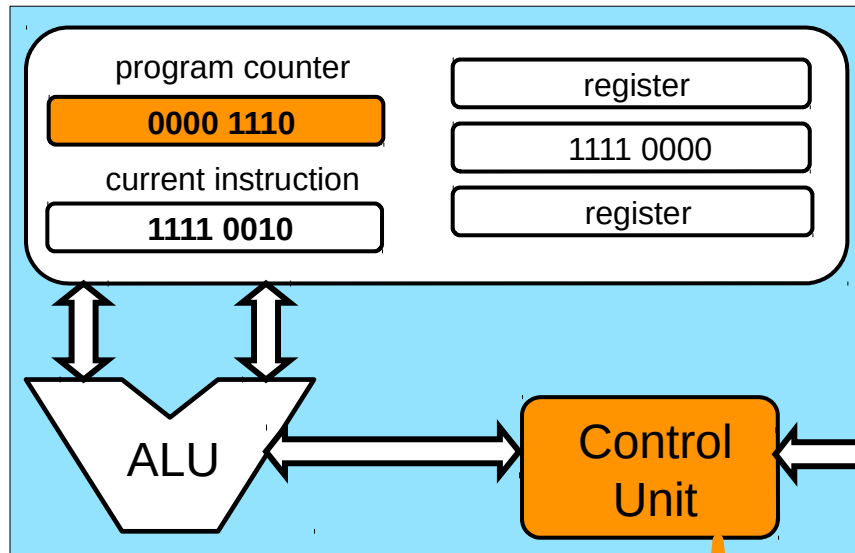 program counter
0000 1110
current instruction
1111 0010
register
1111 0000
register
ALU
Control
Unit